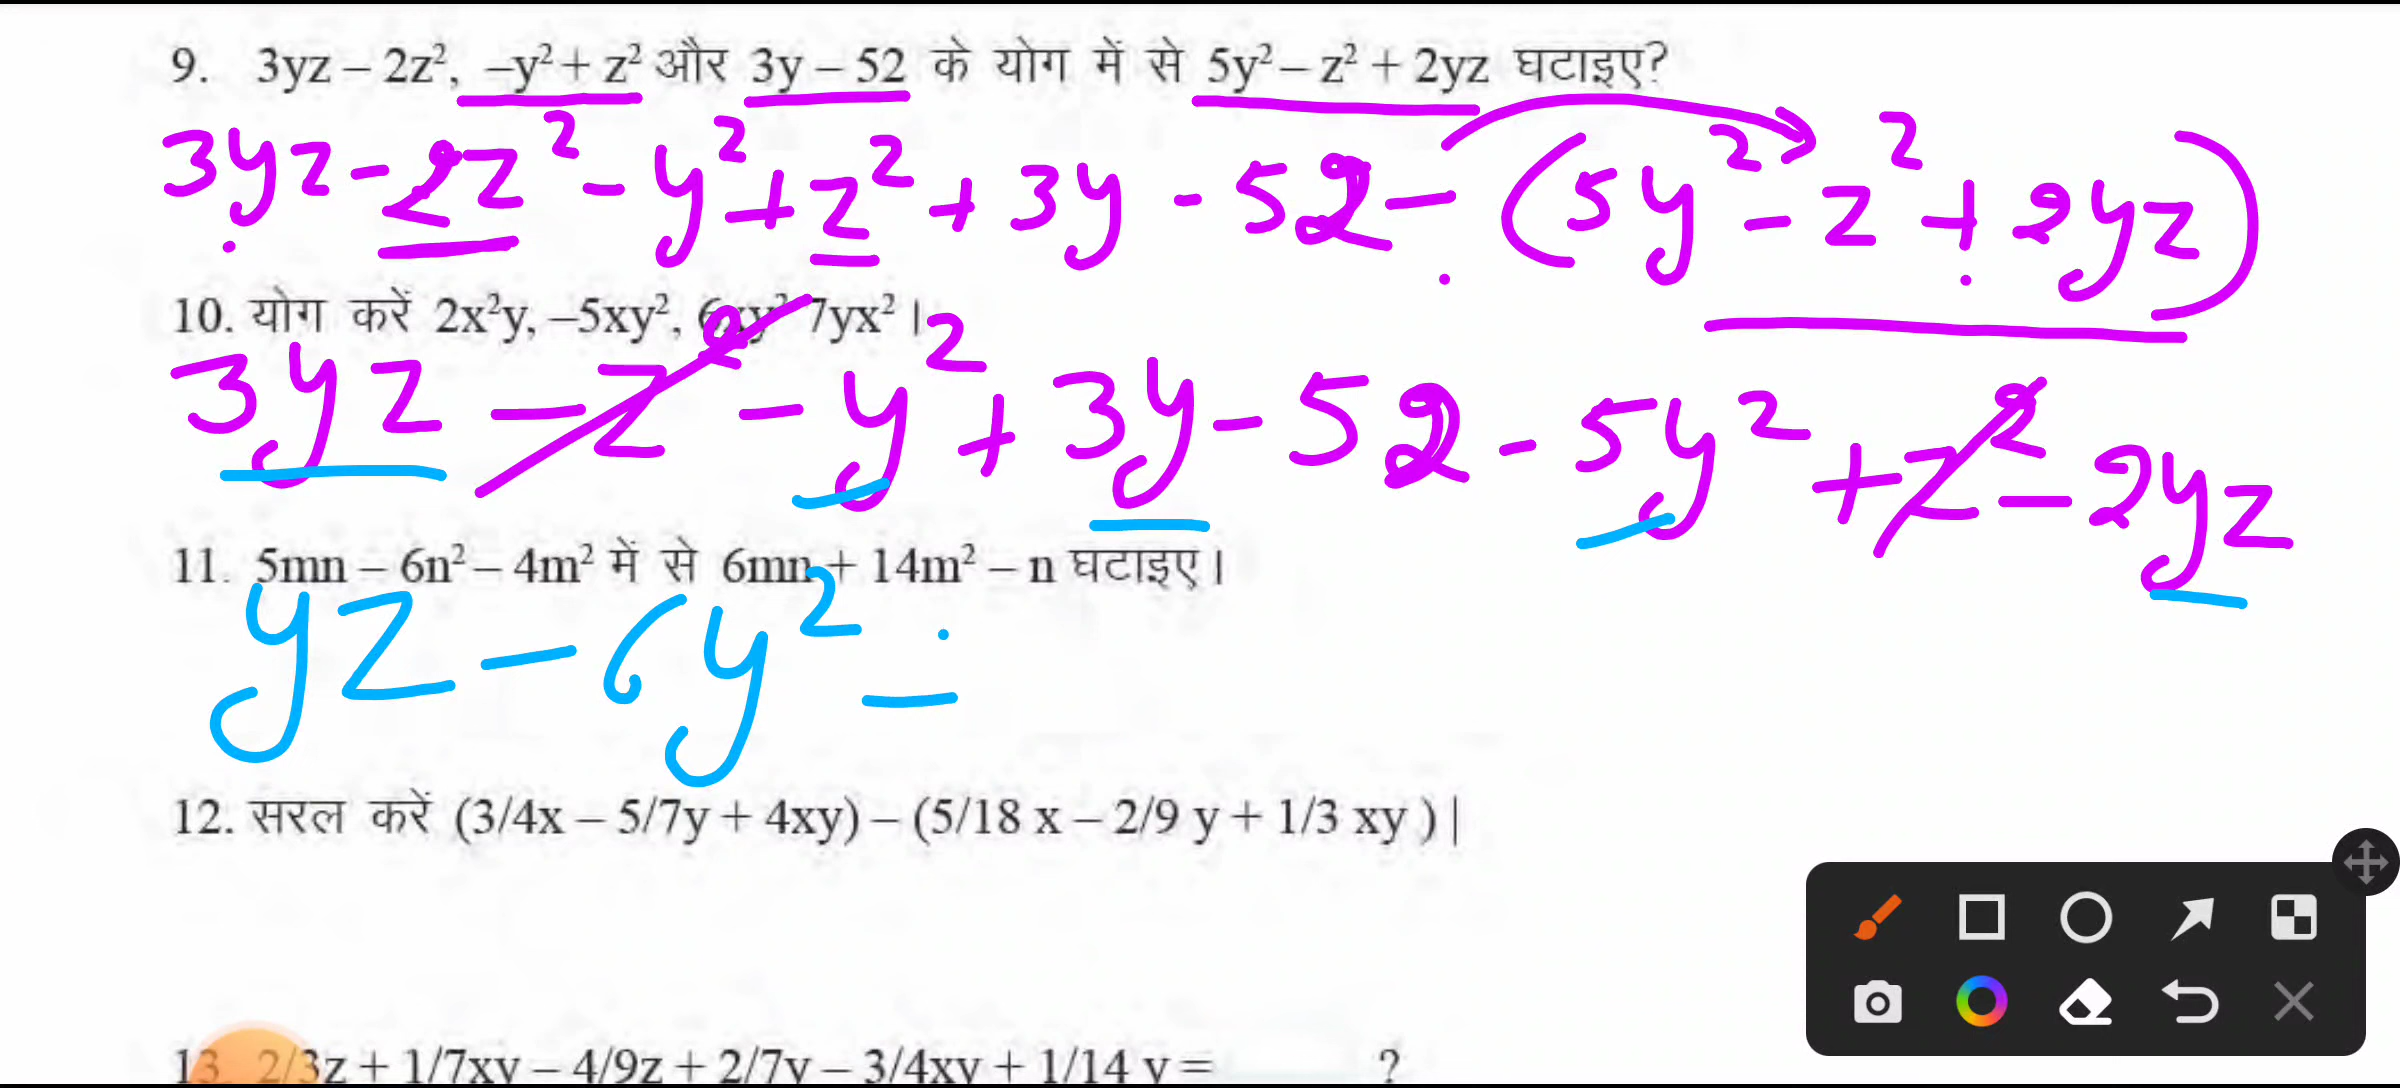 9. 3yz – 2z², –y² + z² और 3y – 52 के योग में से 5y² – z² + 2yz घटाइए?
3yz - 2z² - y² + z² + 3y - 52 - (5y² - z² + 2yz)
10. योग करें 2x²y, –5xy², 6xy² 7yx² |
3yz - z² - y² + 3y - 52 - 5y² + z² - 2yz
11. 5mn – 6n² – 4m² में से 6mn + 14m² – n घटाइए |
yz - 6y² -
12. सरल करें (3/4x – 5/7y + 4xy) – (5/18 x – 2/9 y + 1/3 xy ) |
13. 2/3z + 1/7xy – 4/9z + 2/7y – 3/4xy + 1/14 y = ?